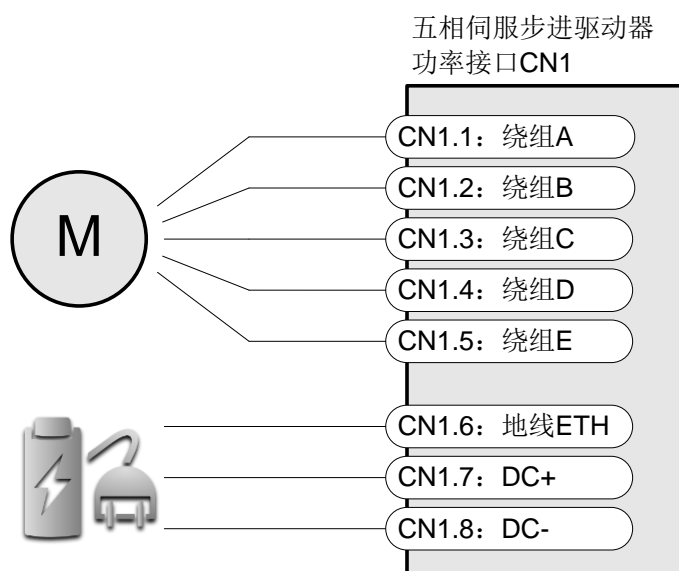 五相伺服步进驱动器
功率接口CN1
CN1.1：绕组A
CN1.2：绕组B
CN1.3：绕组C
CN1.4：绕组D
CN1.5：绕组E
M
CN1.6：地线ETH
CN1.7：DC+
CN1.8：DC-